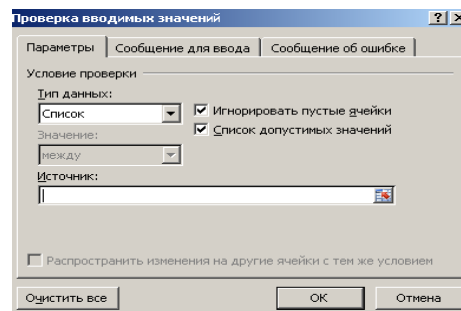 Проверка вводимых значений
Параметры Сообщение для ввода Сообщение об ошибке
Условие проверки
Тип данных:
Список
Игнорировать пустые ячейки
Список допустимых значений
Значение:
между
Источник:
Распространить изменения на другие ячейки с тем же условием
Очистить все ОК Отмена